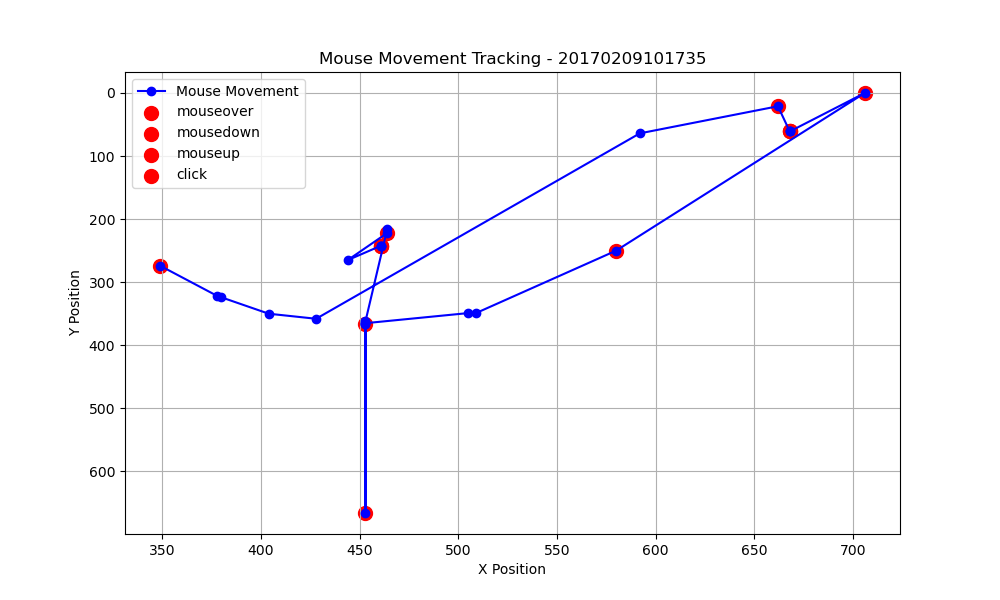 Mouse Movement Tracking - 20170209101735
Mouse Movement
mouseover
mousedown
mouseup
click
Y Position
0
100
200
300
400
500
600
350 400 450 500 550 600 650 700
X Position